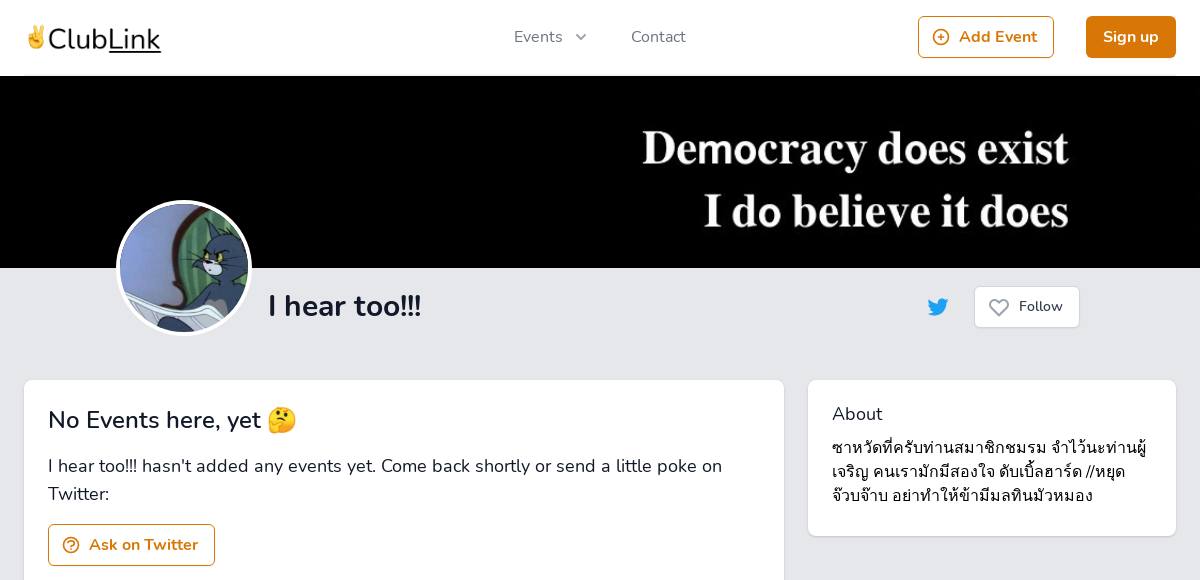 ✌ClubLink
Events
Contact
Add Event
Sign up
Democracy does exist
I do believe it does
I hear too!!!
Follow
No Events here, yet 🤔
I hear too!!! hasn't added any events yet. Come back shortly or send a little poke on
Twitter:
Ask on Twitter
About
ซาหวัดที่ครับท่านสมาชิกชมรม จำไว้นะท่านผู้
เจริญ คนเรามักมีสองใจ ดับเบิ้ลฮาร์ด //หยุด
จ๊วบจ๊าบ อย่าทำให้ข้ามีมลทินมัวหมอง